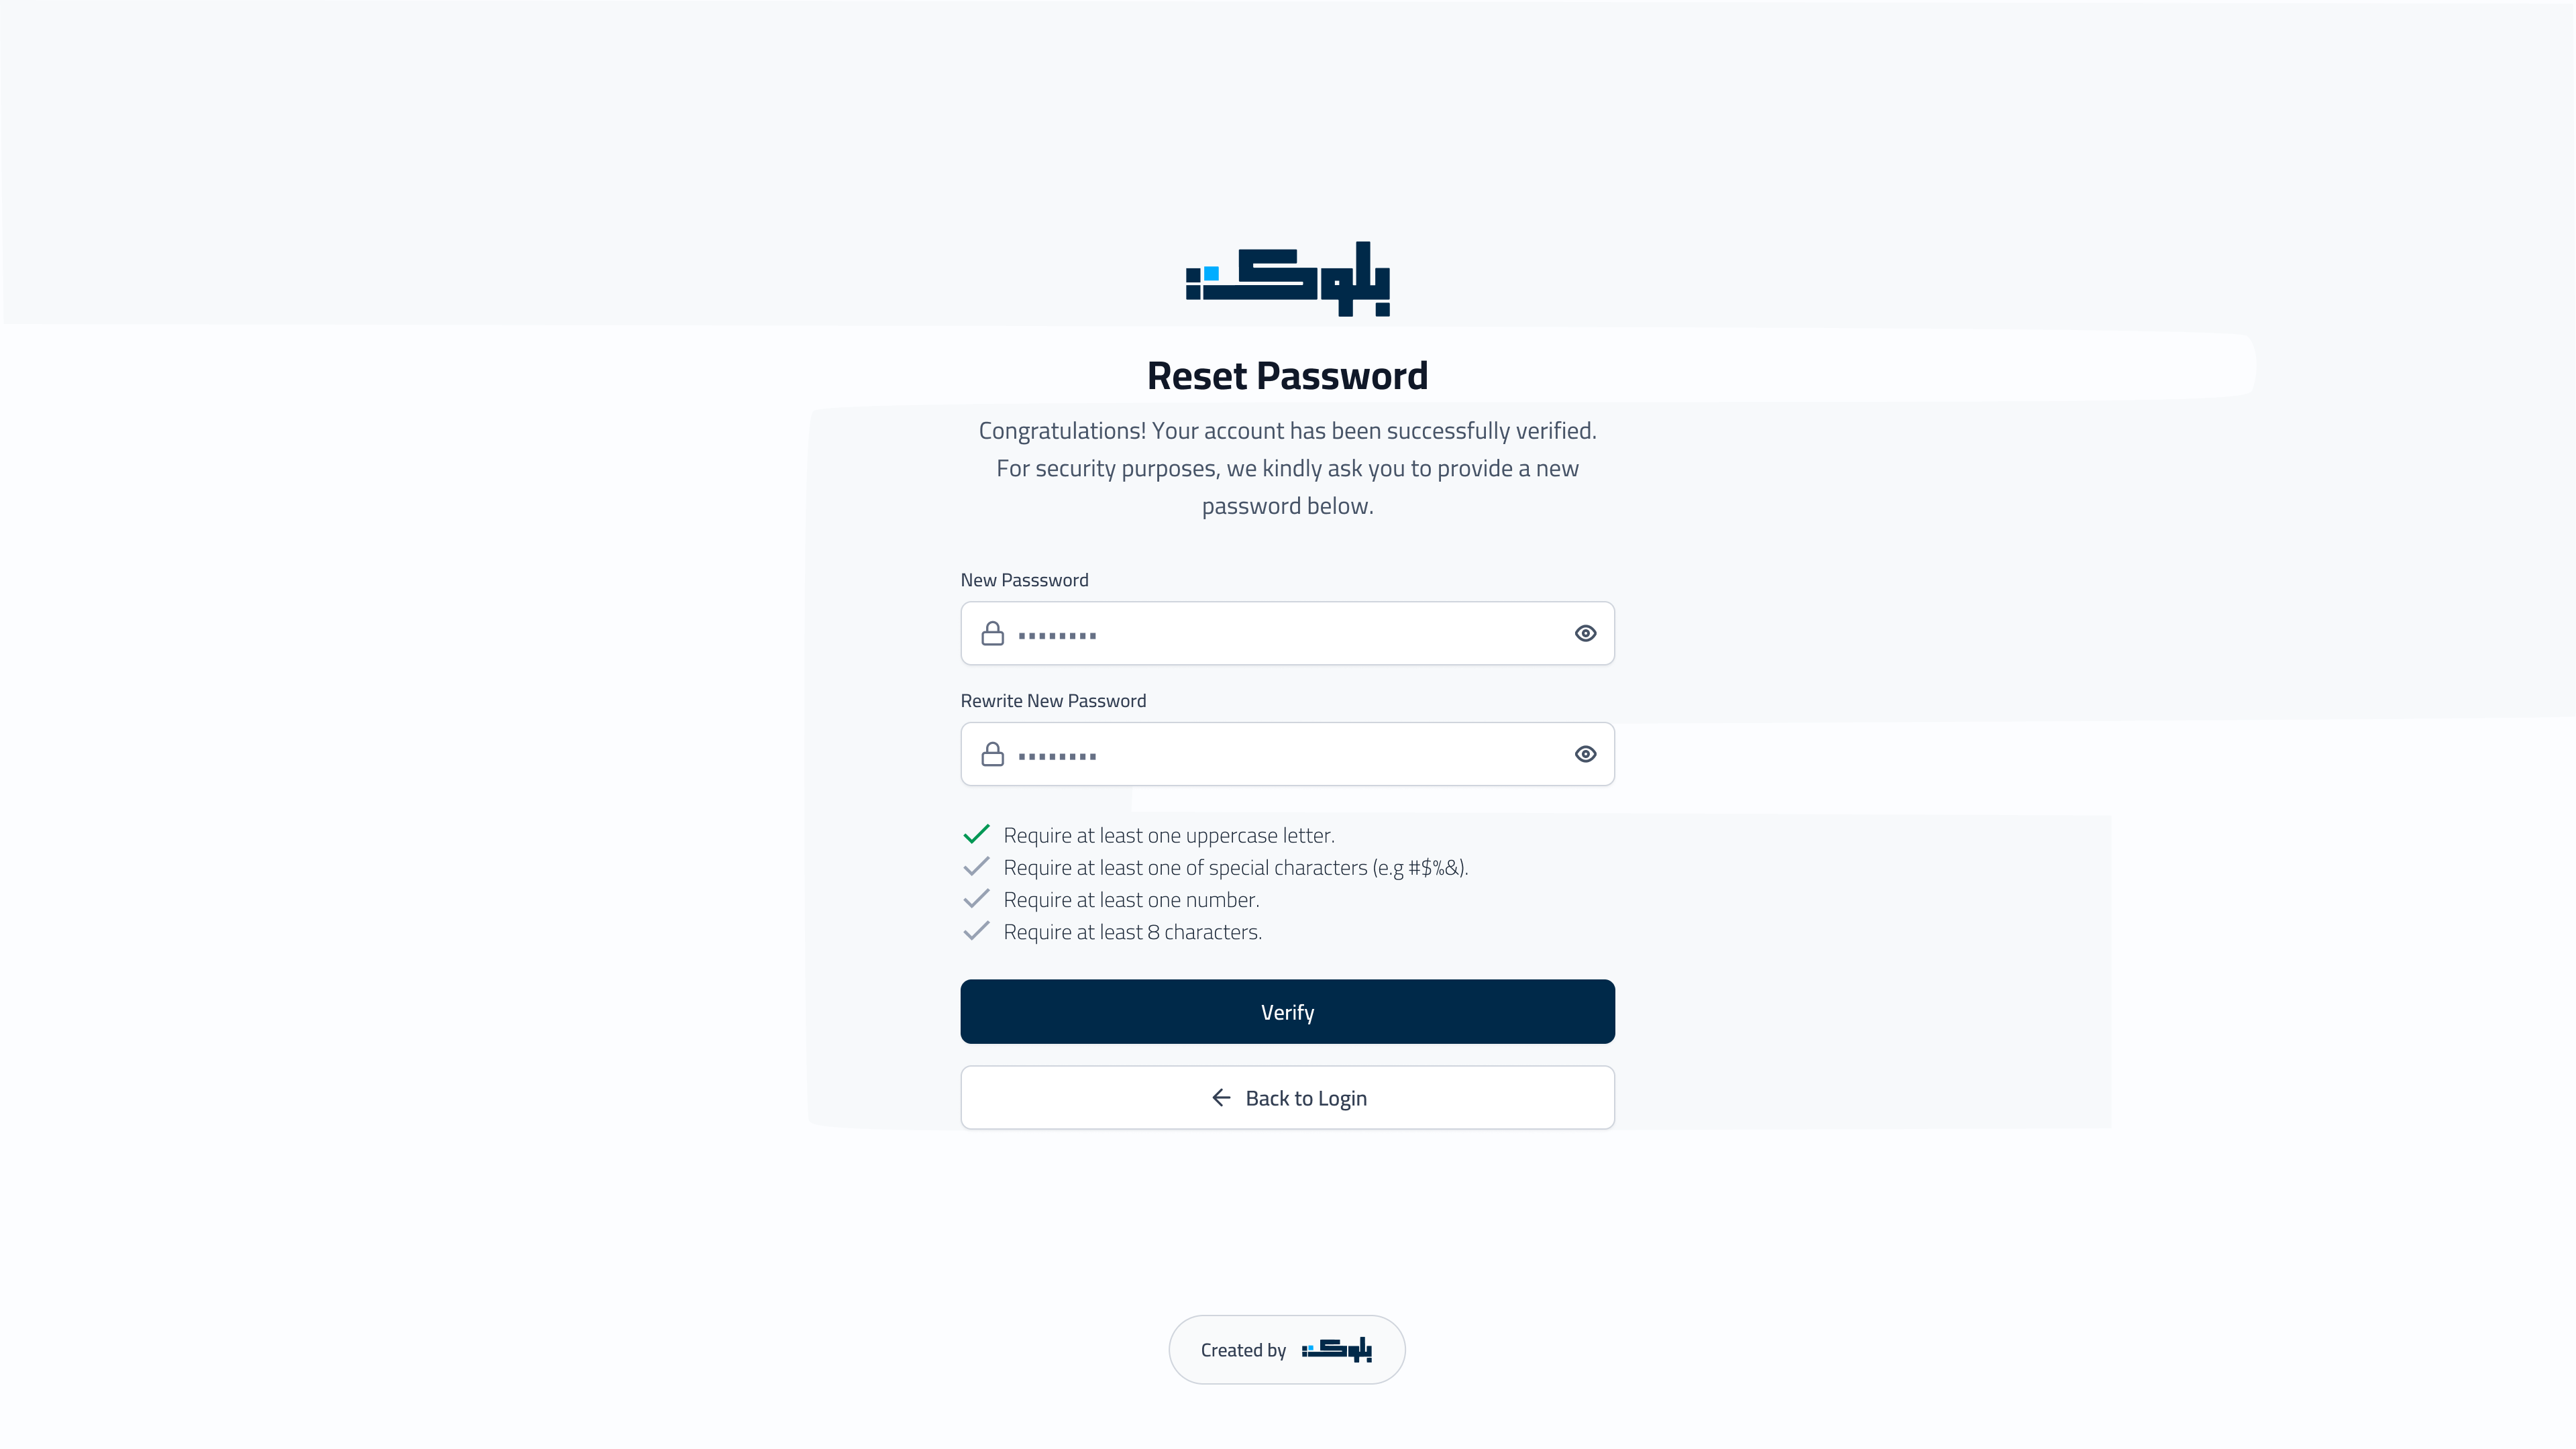 بلوك
Reset Password
Congratulations! Your account has been successfully verified.
For security purposes, we kindly ask you to provide a new
password below.
New Passsword
Rewrite New Password
Require at least one uppercase letter.
Require at least one of special characters (e.g #$%&).
Require at least one number.
Require at least 8 characters.
Verify
Back to Login
Created by بلوك